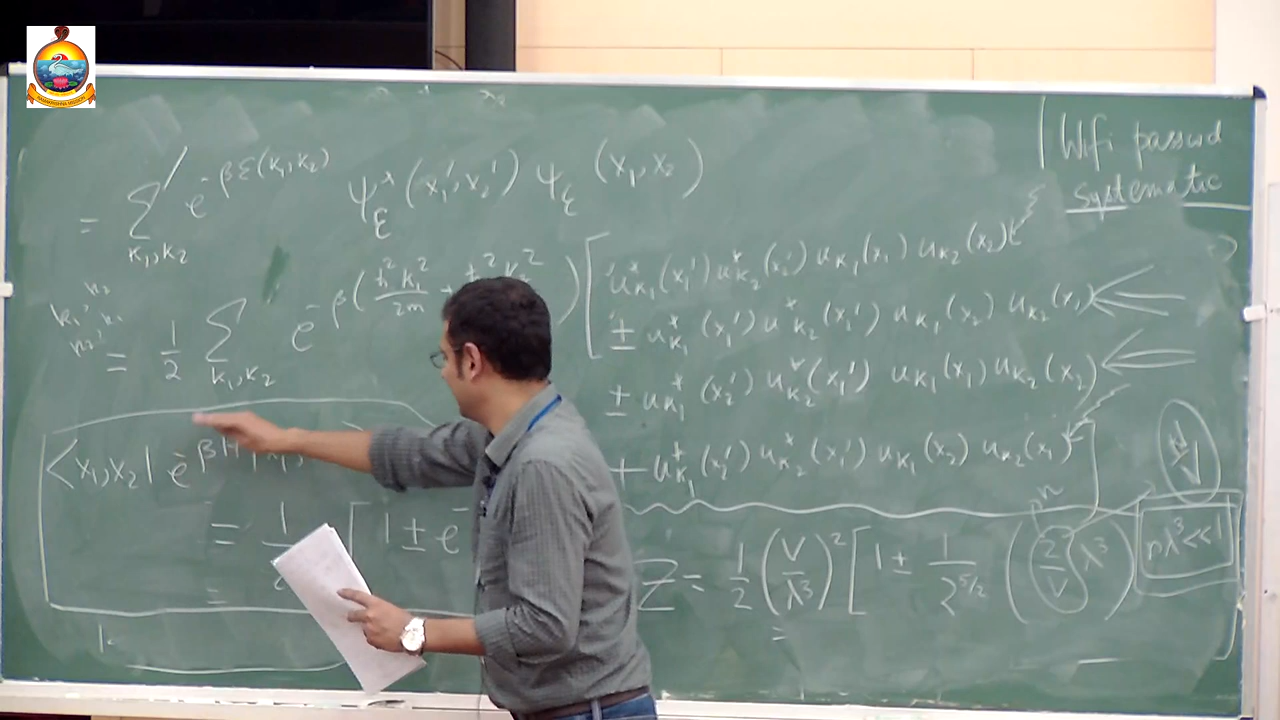 = Σ′_{k₁,k₂} e^{-βE(k₁,k₂)} ψ*_E (x₁′, x₂′) ψ_E (x₁, x₂)
Wifi passwd
systematic
= 1/2 Σ_{k₁,k₂} e^{-β(ħ²k₁²/2m + ħ²k₂²)} [ u*_{k₁}(x₁′) u*_{k₂}(x₂′) u_{k₁}(x₁) u_{k₂}(x₂)
± u*_{k₁}(x₁′) u*_{k₂}(x₂′) u_{k₁}(x₂) u_{k₂}(x₁)
± u*_{k₁}(x₂′) u*_{k₂}(x₁′) u_{k₁}(x₁) u_{k₂}(x₂)
+ u*_{k₁}(x₂′) u*_{k₂}(x₁′) u_{k₁}(x₂) u_{k₂}(x₁)
<x₁,x₂| e^{-βH} |x₁,
= 1/ [ 1 ± e^-
=
Z = 1/2 (V/λ³)² [ 1 ± 1/2^{5/2} ( 2/V λ³ )
n
nλ³<<1
=